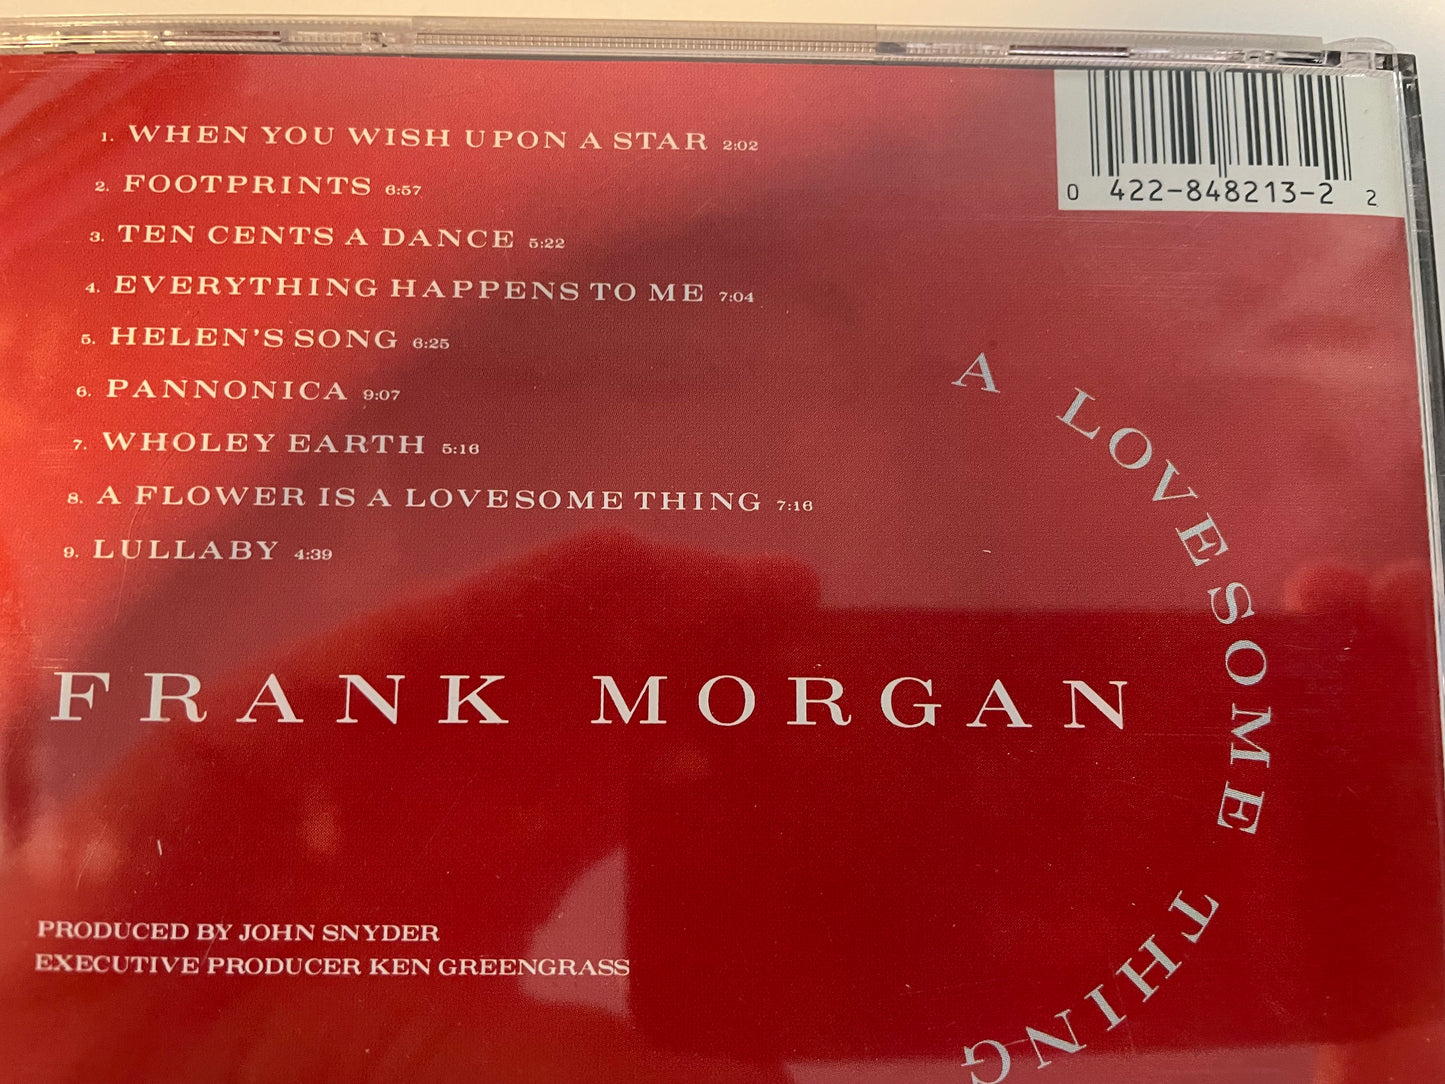 1. WHEN YOU WISH UPON A STAR 2:02
2. FOOTPRINTS 6:57
3. TEN CENTS A DANCE 5:22
4. EVERYTHING HAPPENS TO ME 7:04
5. HELEN'S SONG 6:25
6. PANNONICA 9:07
7. WHOLEY EARTH 5:16
8. A FLOWER IS A LOVESOME THING 7:16
9. LULLABY 4:39
0 422-848213-2 2
A LOVESOME THING
FRANK MORGAN
PRODUCED BY JOHN SNYDER
EXECUTIVE PRODUCER KEN GREENGRASS